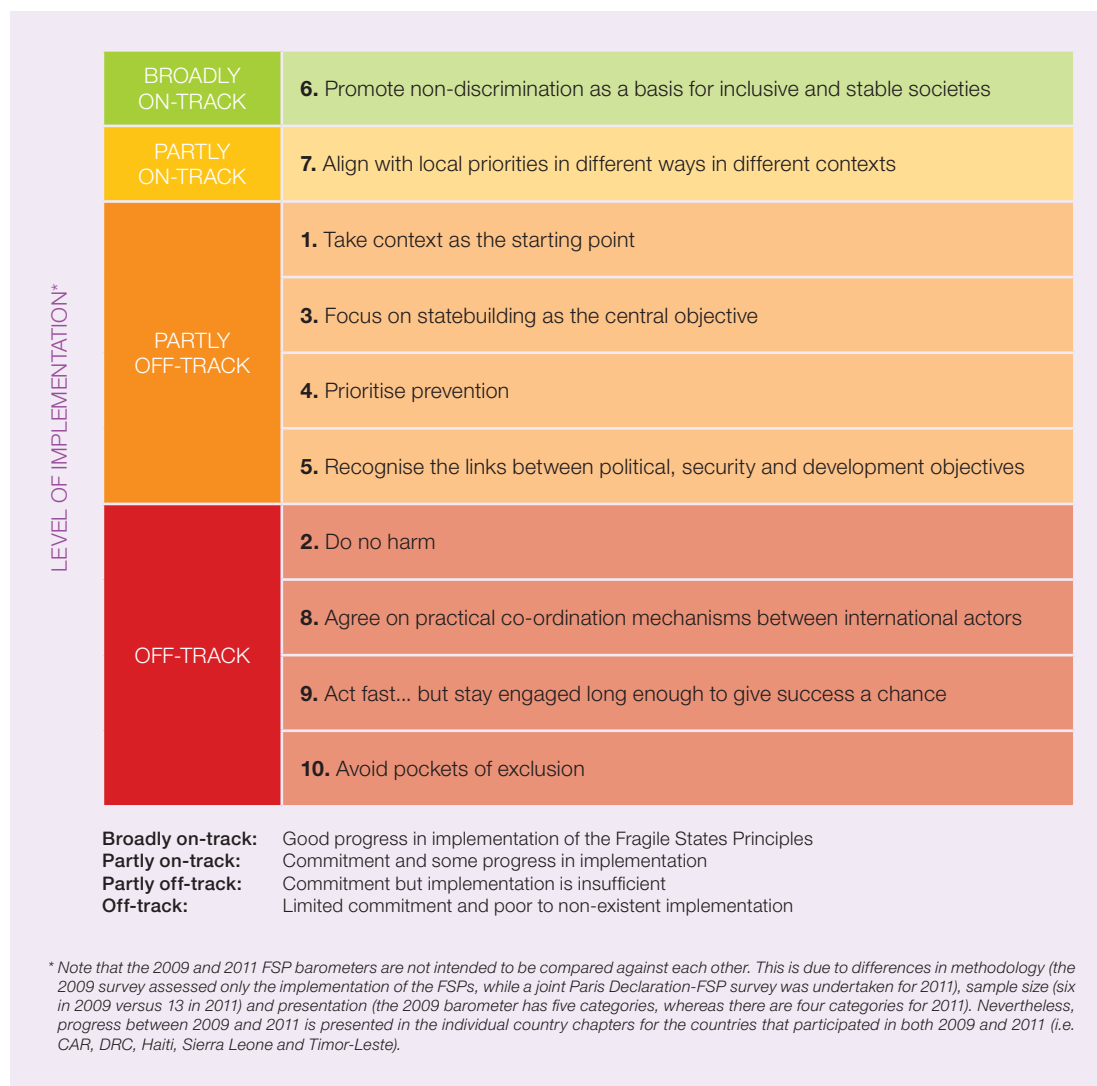 LEVEL OF IMPLEMENTATION*
BROADLY
ON-TRACK
6. Promote non-discrimination as a basis for inclusive and stable societies
PARTLY
ON-TRACK
7. Align with local priorities in different ways in different contexts
PARTLY
OFF-TRACK
1. Take context as the starting point
3. Focus on statebuilding as the central objective
4. Prioritise prevention
5. Recognise the links between political, security and development objectives
OFF-TRACK
2. Do no harm
8. Agree on practical co-ordination mechanisms between international actors
9. Act fast... but stay engaged long enough to give success a chance
10. Avoid pockets of exclusion
Broadly on-track: Good progress in implementation of the Fragile States Principles
Partly on-track: Commitment and some progress in implementation
Partly off-track: Commitment but implementation is insufficient
Off-track: Limited commitment and poor to non-existent implementation
* Note that the 2009 and 2011 FSP barometers are not intended to be compared against each other. This is due to differences in methodology (the
2009 survey assessed only the implementation of the FSPs, while a joint Paris Declaration-FSP survey was undertaken for 2011), sample size (six
in 2009 versus 13 in 2011) and presentation (the 2009 barometer has five categories, whereas there are four categories for 2011). Nevertheless,
progress between 2009 and 2011 is presented in the individual country chapters for the countries that participated in both 2009 and 2011 (i.e.
CAR, DRC, Haiti, Sierra Leone and Timor-Leste).